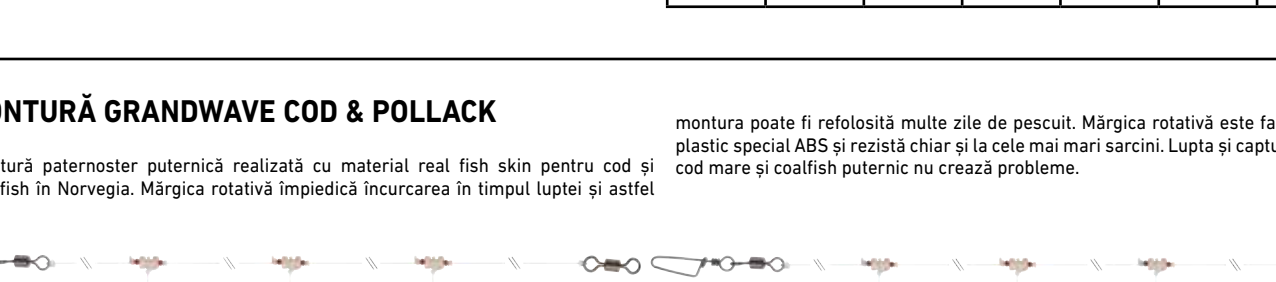 ONTURĂ GRANDWAVE COD & POLLACK
tură paternoster puternică realizată cu material real fish skin pentru cod și
fish în Norvegia. Mărgica rotativă împiedică încurcarea în timpul luptei și astfel
montura poate fi refolosită multe zile de pescuit. Mărgica rotativă este fa
plastic special ABS și rezistă chiar și la cele mai mari sarcini. Lupta și captu
cod mare și coalfish puternic nu crează probleme.